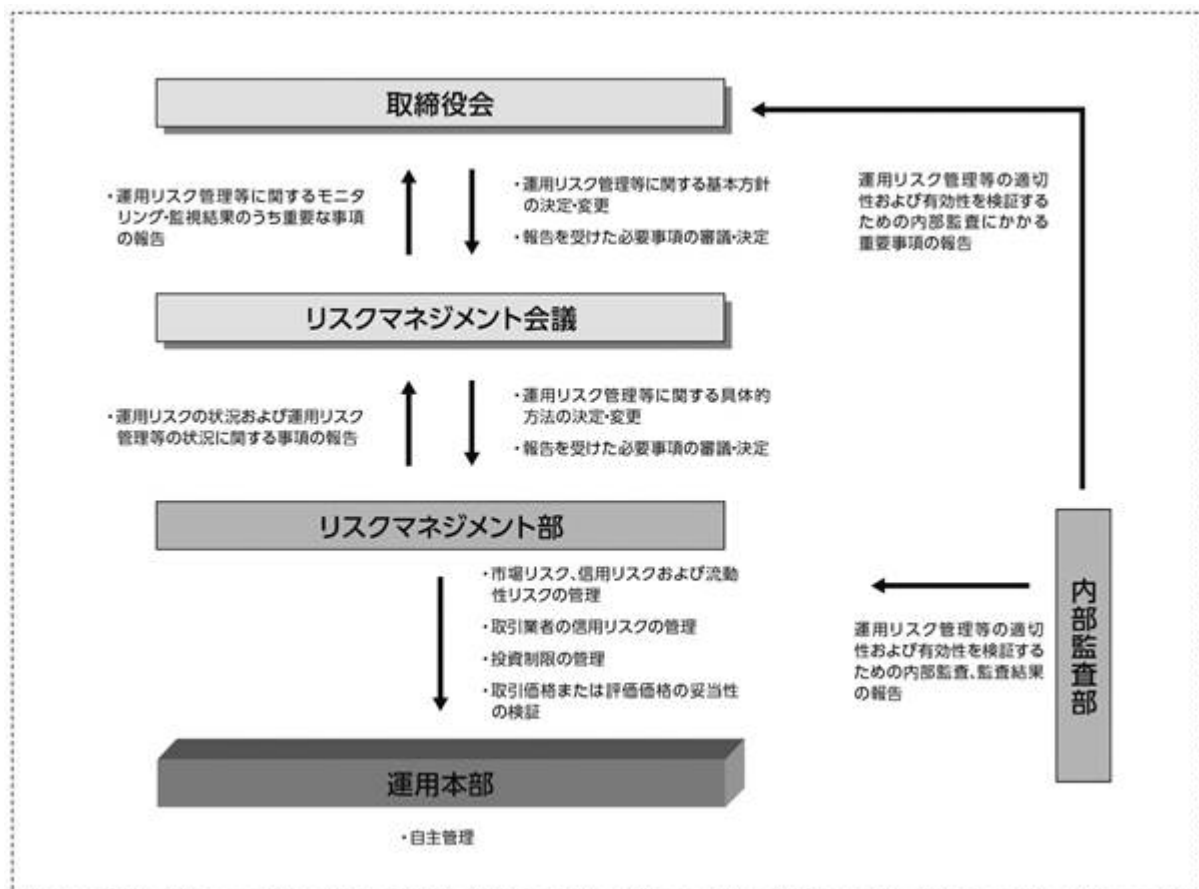 取締役会
・運用リスク管理等に関するモニタ
リング・監視結果のうち重要な事項
の報告
・運用リスク管理等に関する基本方針
の決定・変更
・報告を受けた必要事項の審議・決定
運用リスク管理等の適切
性および有効性を検証す
るための内部監査にかかる
重要事項の報告
リスクマネジメント会議
・運用リスクの状況および運用リスク
管理等の状況に関する事項の報告
・運用リスク管理等に関する具体的
方法の決定・変更
・報告を受けた必要事項の審議・決定
リスクマネジメント部
・市場リスク、信用リスクおよび流動
性リスクの管理
・取引業者の信用リスクの管理
・投資制限の管理
・取引価格または評価価格の妥当性
の検証
運用リスク管理等の適切
性および有効性を検証する
ための内部監査、監査結果
の報告
内部監査部
運用本部
・自主管理